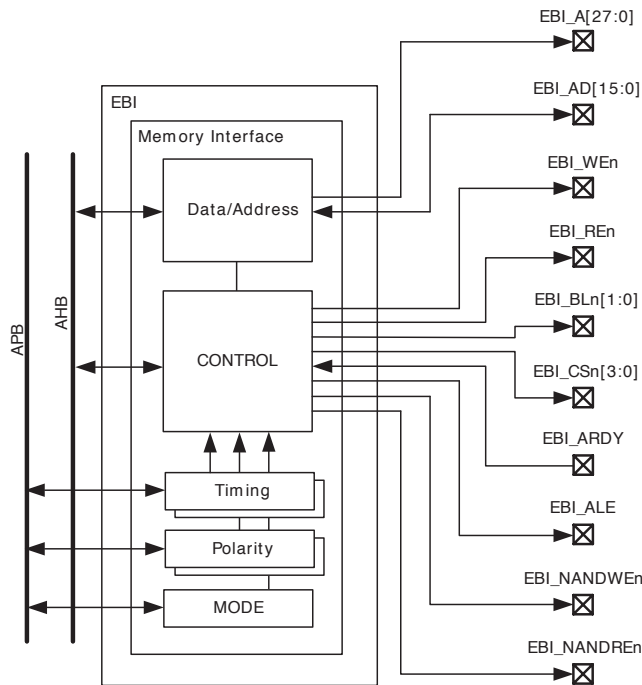 EBI_A[27:0]
EBI_AD[15:0]
EBI
Memory Interface
EBI_WEn
Data/Address
EBI_REn
EBI_BLn[1:0]
APB
AHB
CONTROL
EBI_CSn[3:0]
EBI_ARDY
Timing
EBI_ALE
Polarity
EBI_NANDWEn
MODE
EBI_NANDREn